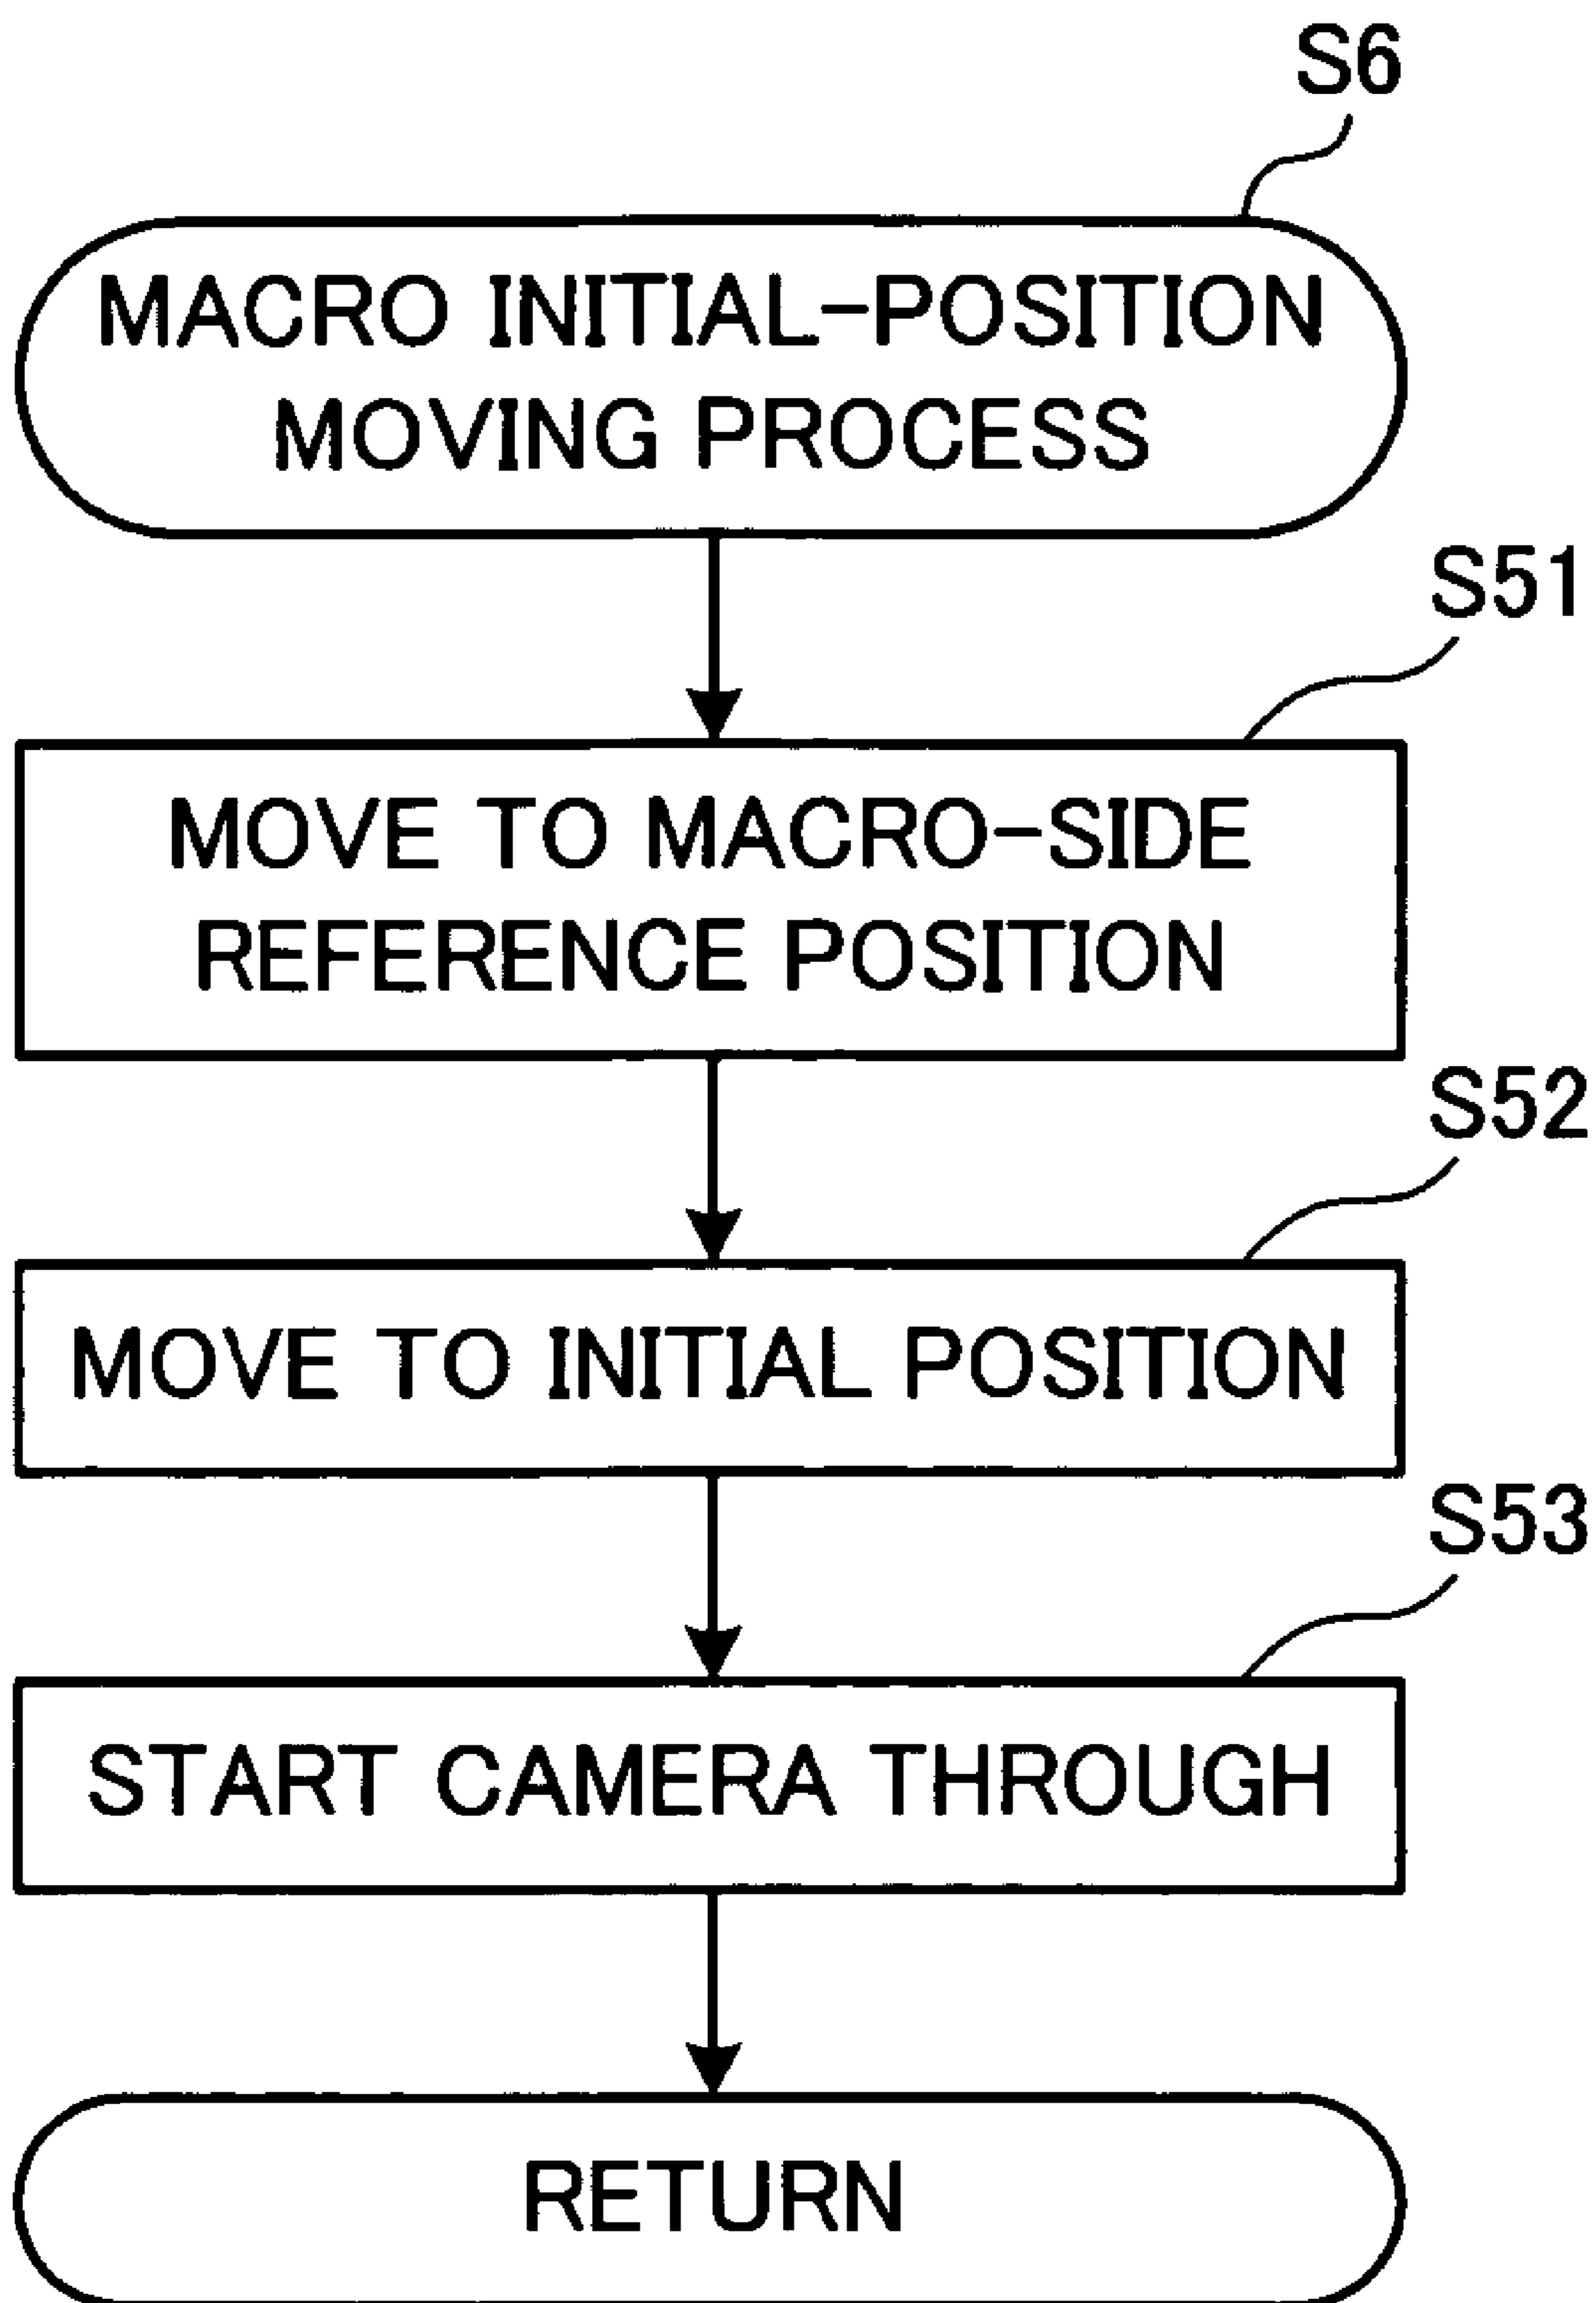 S6
MACRO INITIAL-POSITION
MOVING PROCESS
S51
MOVE TO MACRO-SIDE
REFERENCE POSITION
S52
MOVE TO INITIAL POSITION
S53
START CAMERA THROUGH
RETURN